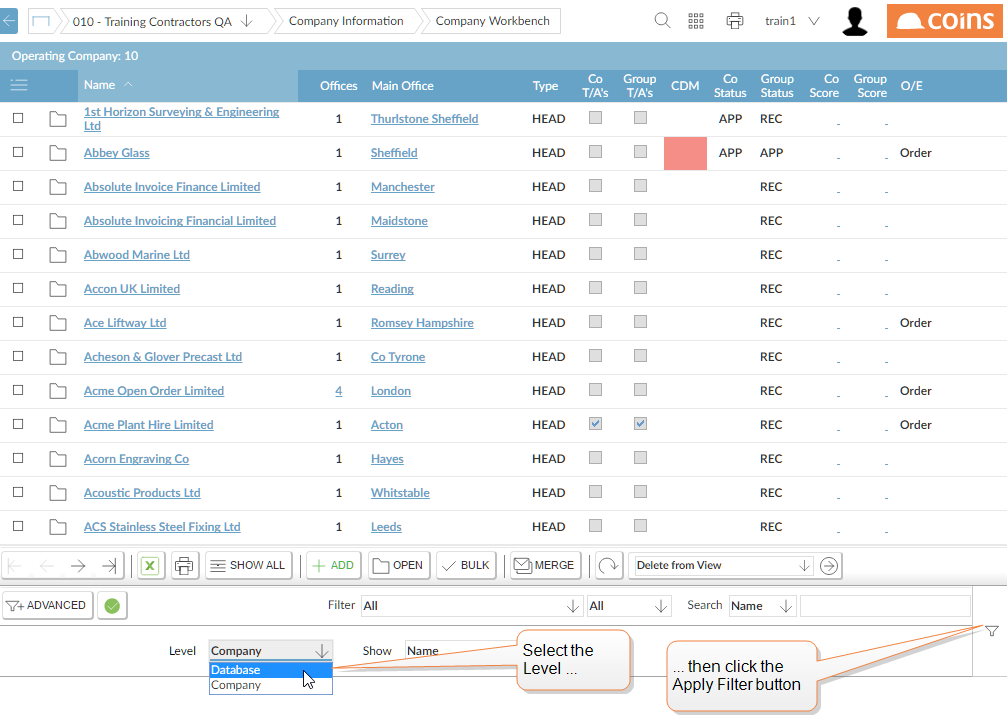 010 - Training Contractors QA Company Information Company Workbench train1 coins
Operating Company: 10
Name Offices Main Office Type Co T/A's Group T/A's CDM Co Status Group Status Co Score Group Score O/E
1st Horizon Surveying & Engineering Ltd 1 Thurlstone Sheffield HEAD APP REC - -
Abbey Glass 1 Sheffield HEAD APP APP - - Order
Absolute Invoice Finance Limited 1 Manchester HEAD REC - -
Absolute Invoicing Financial Limited 1 Maidstone HEAD REC - -
Abwood Marine Ltd 1 Surrey HEAD REC - -
Accon UK Limited 1 Reading HEAD REC - -
Ace Liftway Ltd 1 Romsey Hampshire HEAD REC - - Order
Acheson & Glover Precast Ltd 1 Co Tyrone HEAD REC - -
Acme Open Order Limited 4 London HEAD REC - - Order
Acme Plant Hire Limited 1 Acton HEAD REC - - Order
Acorn Engraving Co 1 Hayes HEAD REC - -
Acoustic Products Ltd 1 Whitstable HEAD REC - -
ACS Stainless Steel Fixing Ltd 1 Leeds HEAD REC - -
SHOW ALL ADD OPEN BULK MERGE Delete from View
ADVANCED Filter All All Search Name
Level Company Show Name
Database
Company
Select the
Level ...
... then click the
Apply Filter button